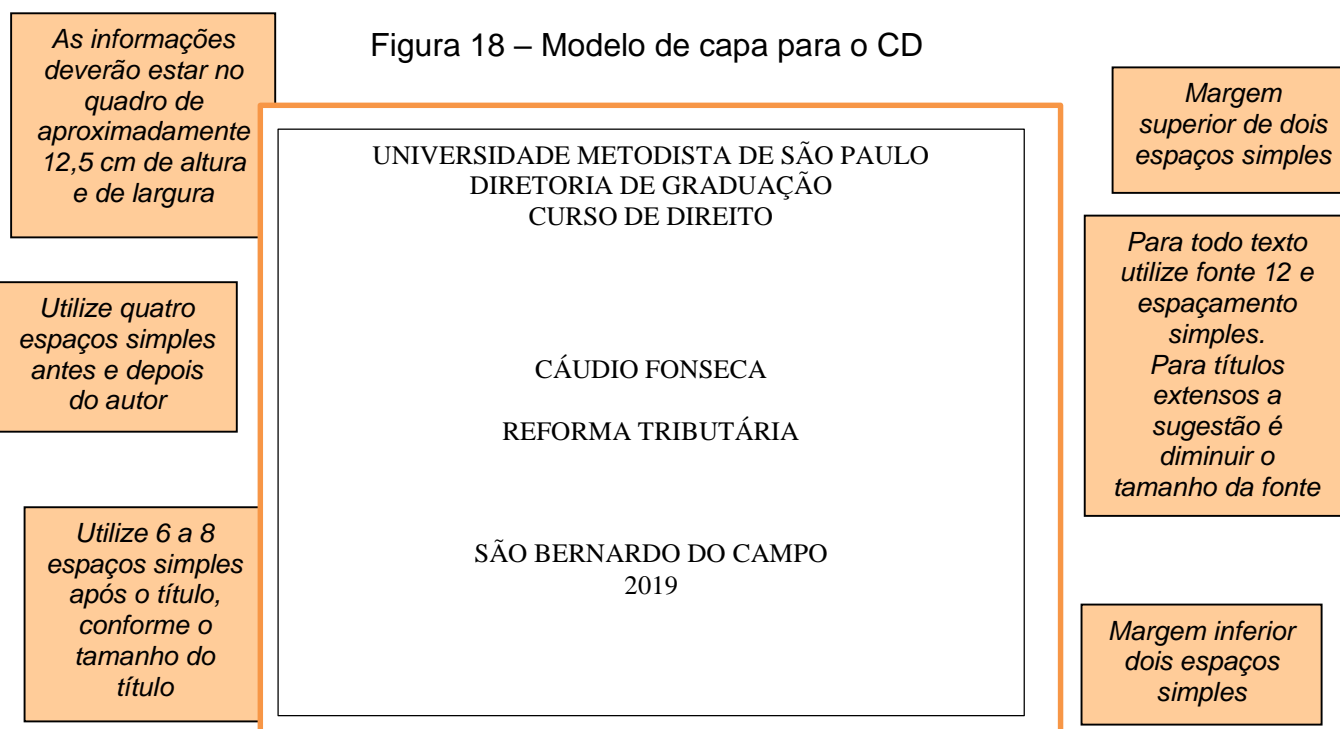 Figura 18 – Modelo de capa para o CD
As informações
deverão estar no
quadro de
aproximadamente
12,5 cm de altura
e de largura
Margem
superior de dois
espaços simples
UNIVERSIDADE METODISTA DE SÃO PAULO
DIRETORIA DE GRADUAÇÃO
CURSO DE DIREITO
Para todo texto
utilize fonte 12 e
espaçamento
simples.
Para títulos
extensos a
sugestão é
diminuir o
tamanho da fonte
Utilize quatro
espaços simples
antes e depois
do autor
CÁUDIO FONSECA
REFORMA TRIBUTÁRIA
Utilize 6 a 8
espaços simples
após o título,
conforme o
tamanho do
título
SÃO BERNARDO DO CAMPO
2019
Margem inferior
dois espaços
simples